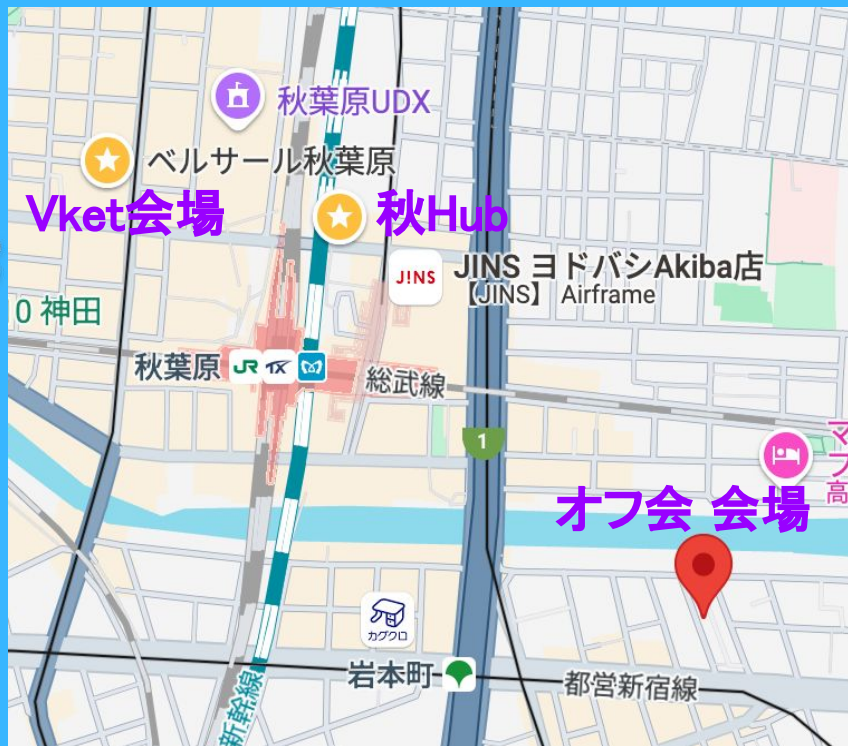 秋葉原UDX
ベルサール秋葉原
Vket会場
秋Hub
JINS
JINS ヨドバシAkiba店
【JINS】 Airframe
0 神田
秋葉原
JR
TX
総武線
1
マ
フ
高
オフ会 会場
カグクロ
岩本町
都営新宿線
新幹線